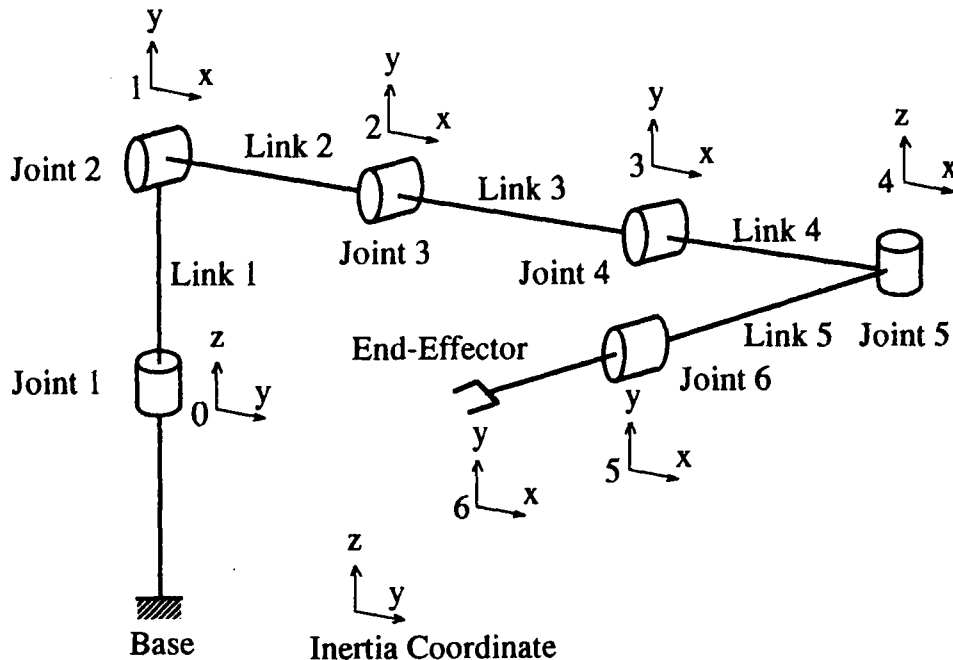 y
1 x
y
2 x
y
3 x
z
4 x
Joint 2
Link 2
Joint 3
Link 3
Joint 4
Link 4
Joint 5
Link 1
Joint 1
z
0 y
End-Effector
Link 5
Joint 6
y
6 x
y
5 x
z
y
Base
Inertia Coordinate